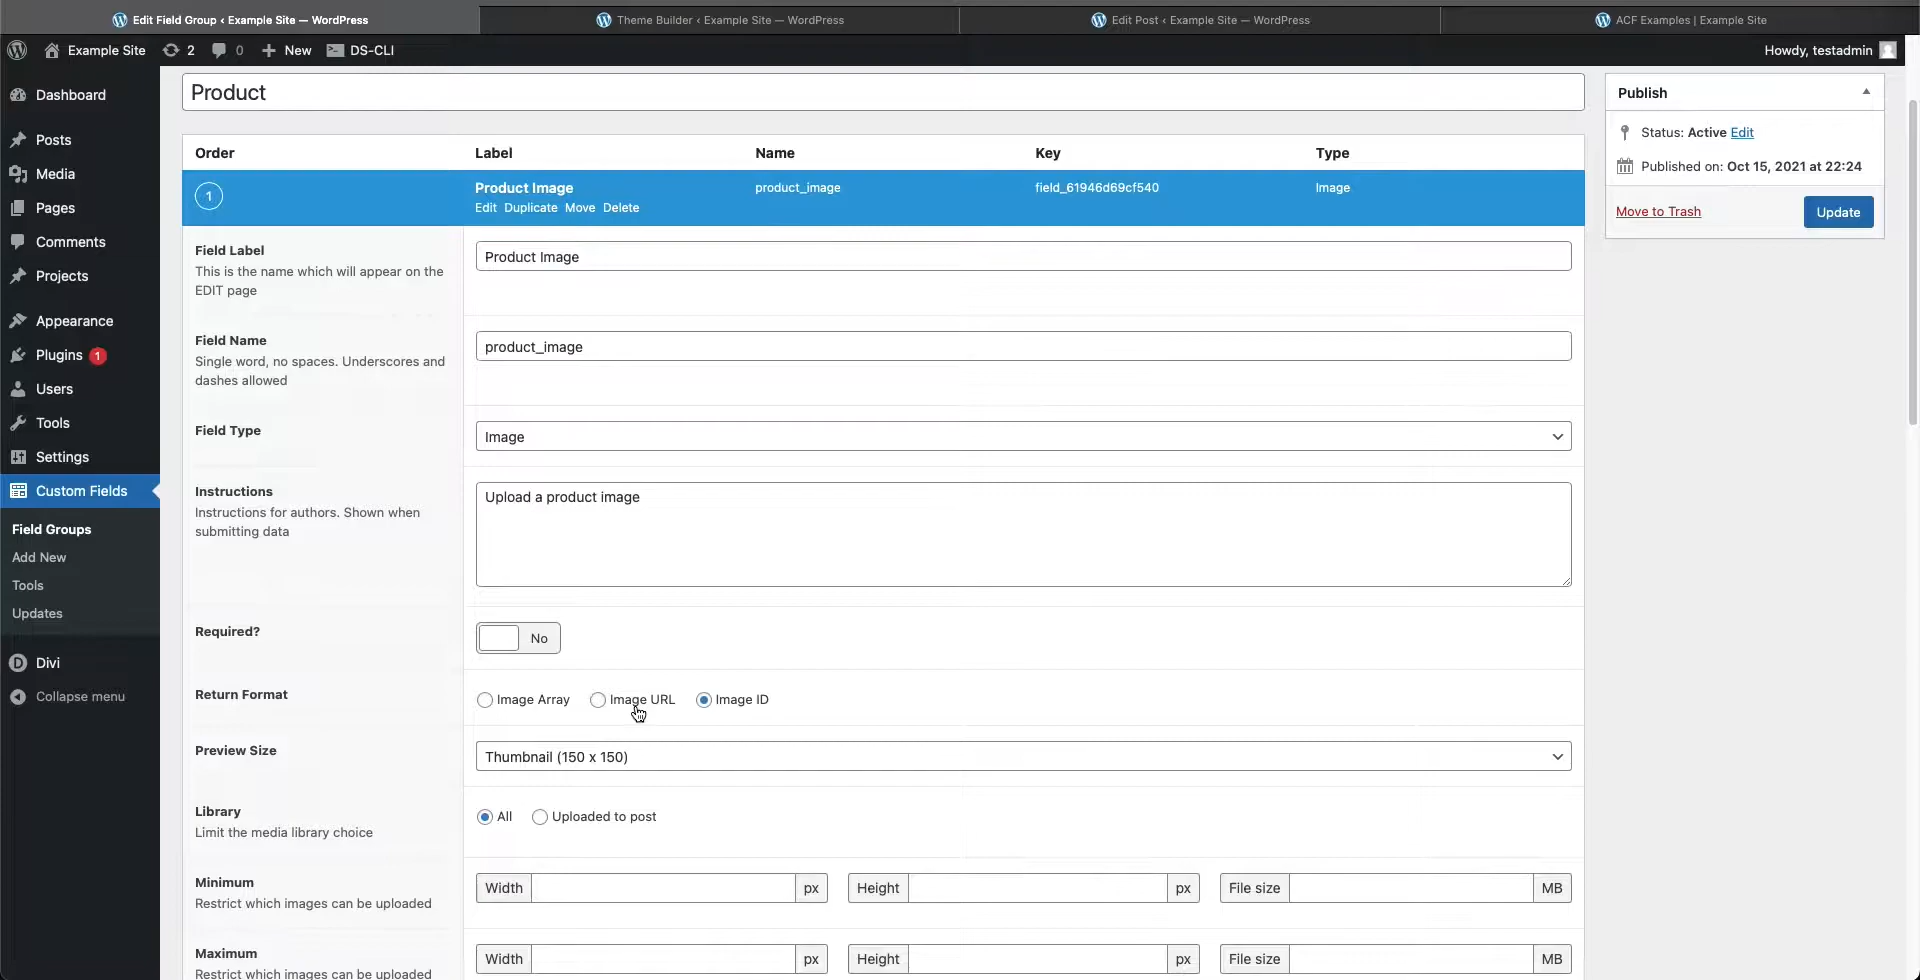 Edit Field Group ‹ Example Site — WordPress
Theme Builder ‹ Example Site — WordPress
Edit Post ‹ Example Site — WordPress
ACF Examples | Example Site
Example Site 2 0 New DS-CLI
Howdy, testadmin
Dashboard
Posts
Media
Pages
Comments
Projects
Appearance
Plugins 1
Users
Tools
Settings
Custom Fields
Field Groups
Add New
Tools
Updates
Divi
Collapse menu
Product
Order Label Name Key Type
1 Product Image product_image field_61946d69cf540 Image
Edit Duplicate Move Delete
Field Label
This is the name which will appear on the
EDIT page
Product Image
Field Name
Single word, no spaces. Underscores and
dashes allowed
product_image
Field Type
Image
Instructions
Instructions for authors. Shown when
submitting data
Upload a product image
Required?
No
Return Format
Image Array Image URL Image ID
Preview Size
Thumbnail (150 x 150)
Library
Limit the media library choice
All Uploaded to post
Minimum
Restrict which images can be uploaded
Width px Height px File size MB
Maximum
Restrict which images can be uploaded
Width px Height px File size MB
Publish
Status: Active Edit
Published on: Oct 15, 2021 at 22:24
Move to Trash
Update